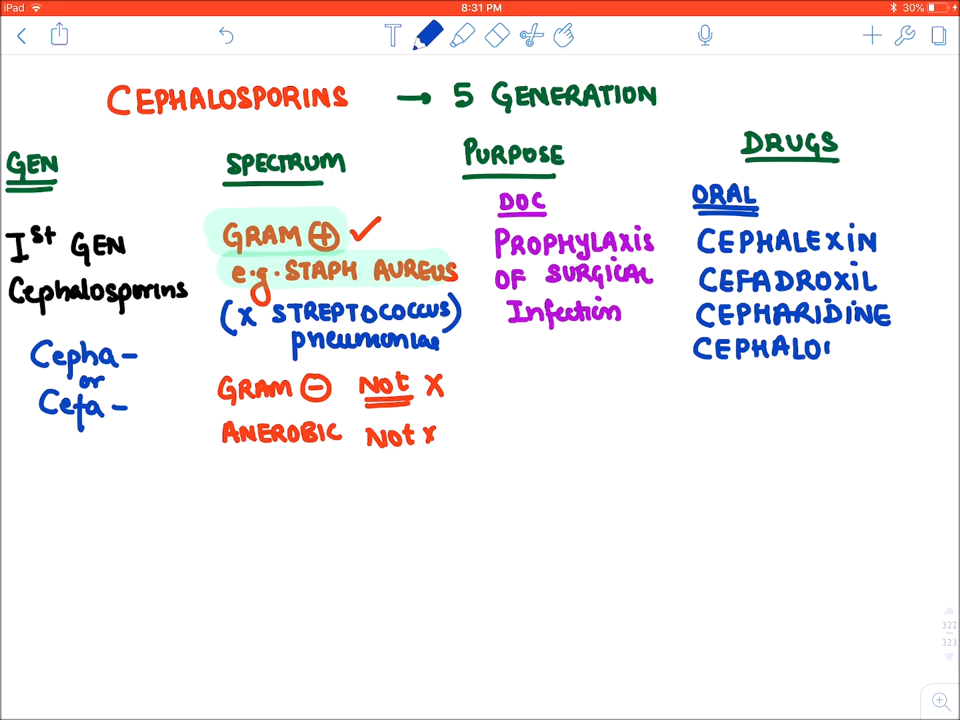 iPad 8:31 PM 30%
T
CEPHALOSPORINS → 5 GENERATION
GEN SPECTRUM PURPOSE DRUGS
DOC ORAL
Ist GEN GRAM ⊕ ✓ PROPHYLAXIS CEPHALEXIN
Cephalosporins e.g. STAPH AUREUS OF SURGICAL CEFADROXIL
(x STREPTOCOCCUS) Infection CEPHARIDINE
pneumoniae CEPHALO
Cepha-
or
Cefa-
GRAM ⊖ Not X
ANEROBIC Not x
322
323